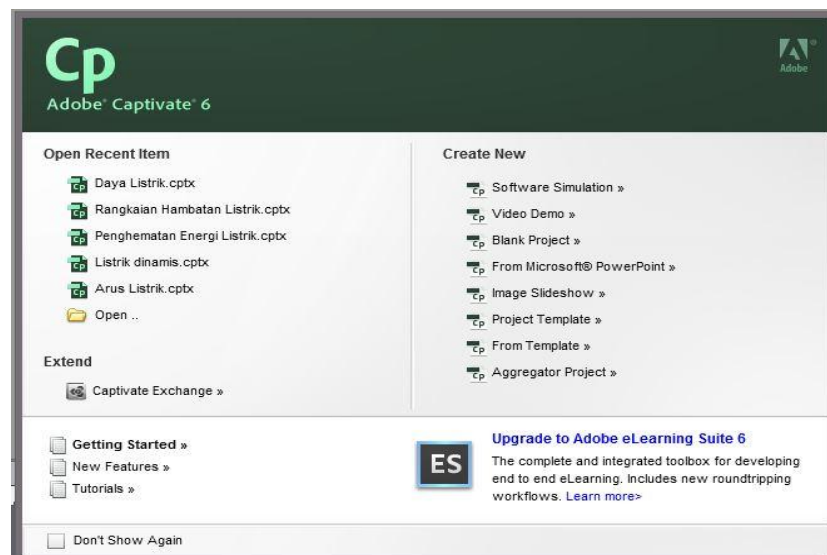 Cp
Adobe® Captivate® 6
Adobe®
Open Recent Item
Daya Listrik.cptx
Rangkaian Hambatan Listrik.cptx
Penghematan Energi Listrik.cptx
Listrik dinamis.cptx
Arus Listrik.cptx
Open ..
Extend
Captivate Exchange »
Create New
Software Simulation »
Video Demo »
Blank Project »
From Microsoft® PowerPoint »
Image Slideshow »
Project Template »
From Template »
Aggregator Project »
Getting Started »
New Features »
Tutorials »
ES
Upgrade to Adobe eLearning Suite 6
The complete and integrated toolbox for developing
end to end eLearning. Includes new roundtripping
workflows. Learn more>
Don't Show Again